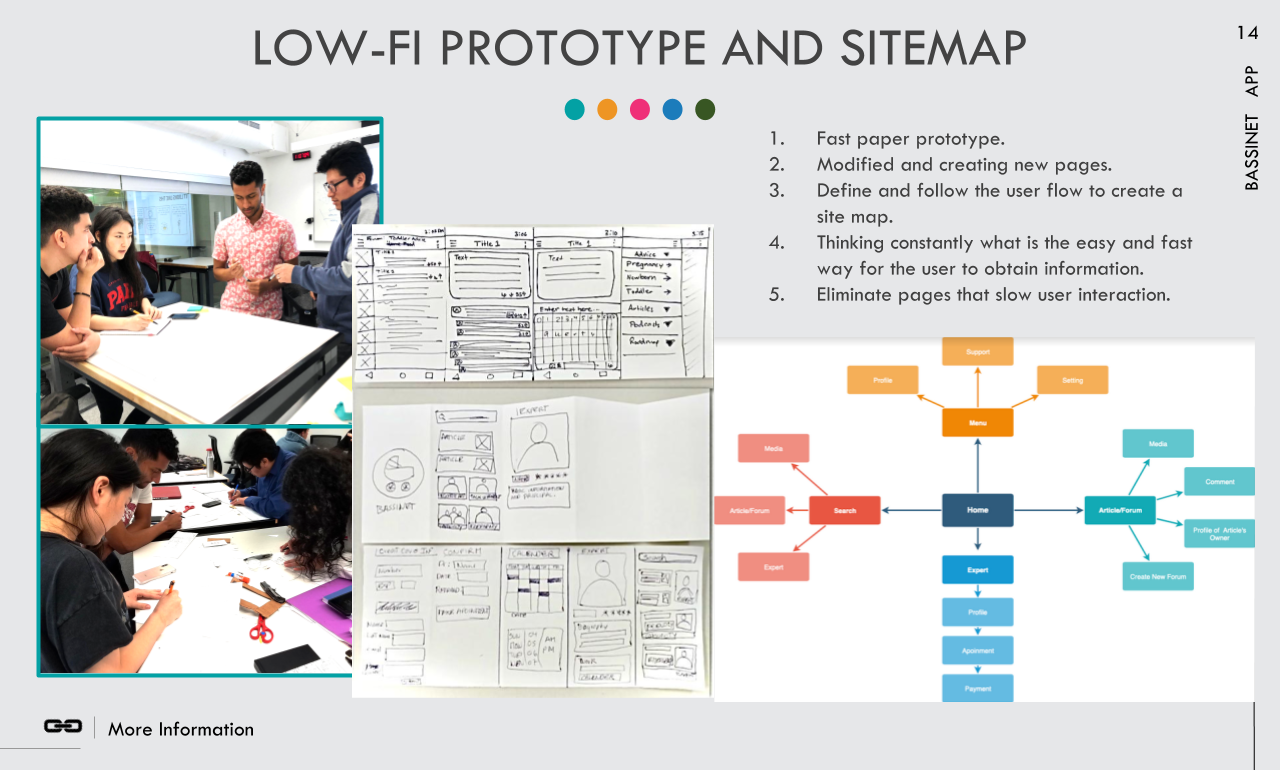 LOW-FI PROTOTYPE AND SITEMAP
14
BASSINET APP
1. Fast paper prototype.
2. Modified and creating new pages.
3. Define and follow the user flow to create a
site map.
4. Thinking constantly what is the easy and fast
way for the user to obtain information.
5. Eliminate pages that slow user interaction.
Title 1
Text
Title 1
Text
Enter text here...
Advice
Pregnancy
Newborn
Toddler
Articles
Podcasts
Roadmap
ARTICLE
ARTICLE
EXPERT
BASSINET
CONFIRM
CALENDER
EXPERT
Search
CALENDER
Support
Profile
Setting
Menu
Media
Article/Forum
Expert
Search
Home
Article/Forum
Media
Comment
Profile of Article's
Owner
Create New Forum
Expert
Profile
Apoinment
Payment
More Information